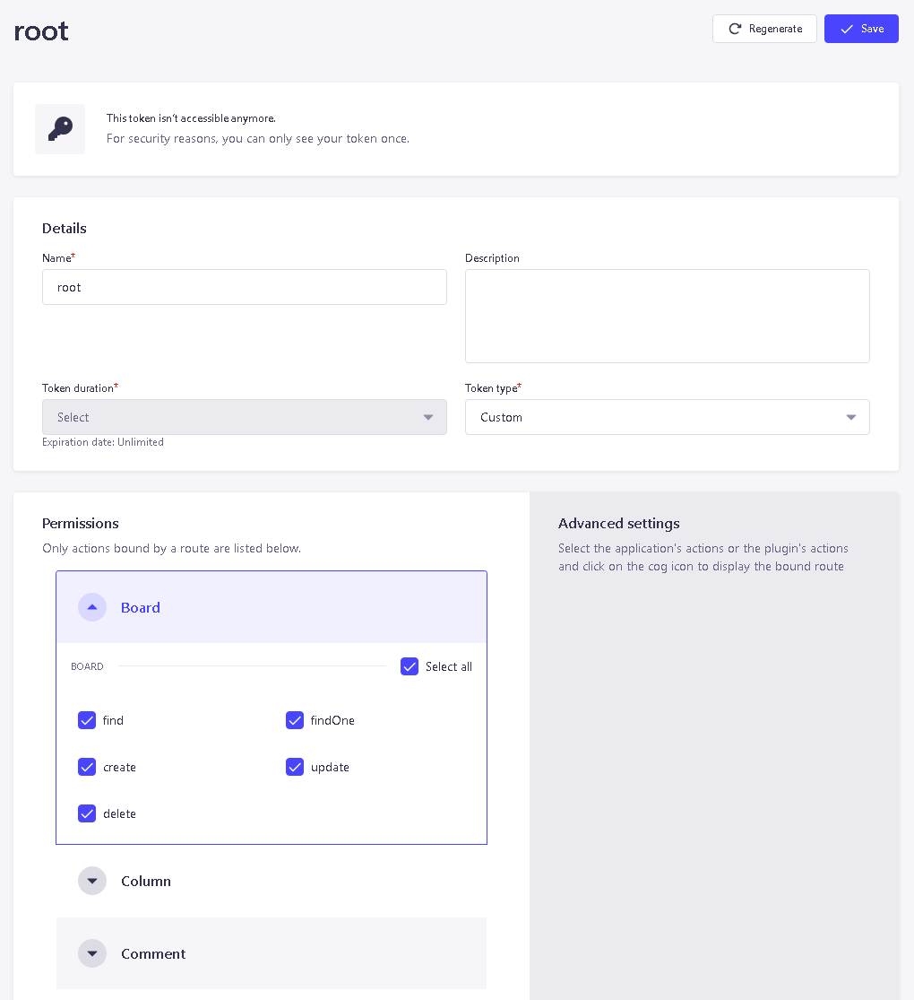 root
Regenerate
Save
This token isn't accessible anymore.
For security reasons, you can only see your token once.
Details
Name*
root
Description
Token duration*
Select
Expiration date: Unlimited
Token type*
Custom
Permissions
Only actions bound by a route are listed below.
Board
BOARD
Select all
find
findOne
create
update
delete
Column
Comment
Advanced settings
Select the application's actions or the plugin's actions
and click on the cog icon to display the bound route